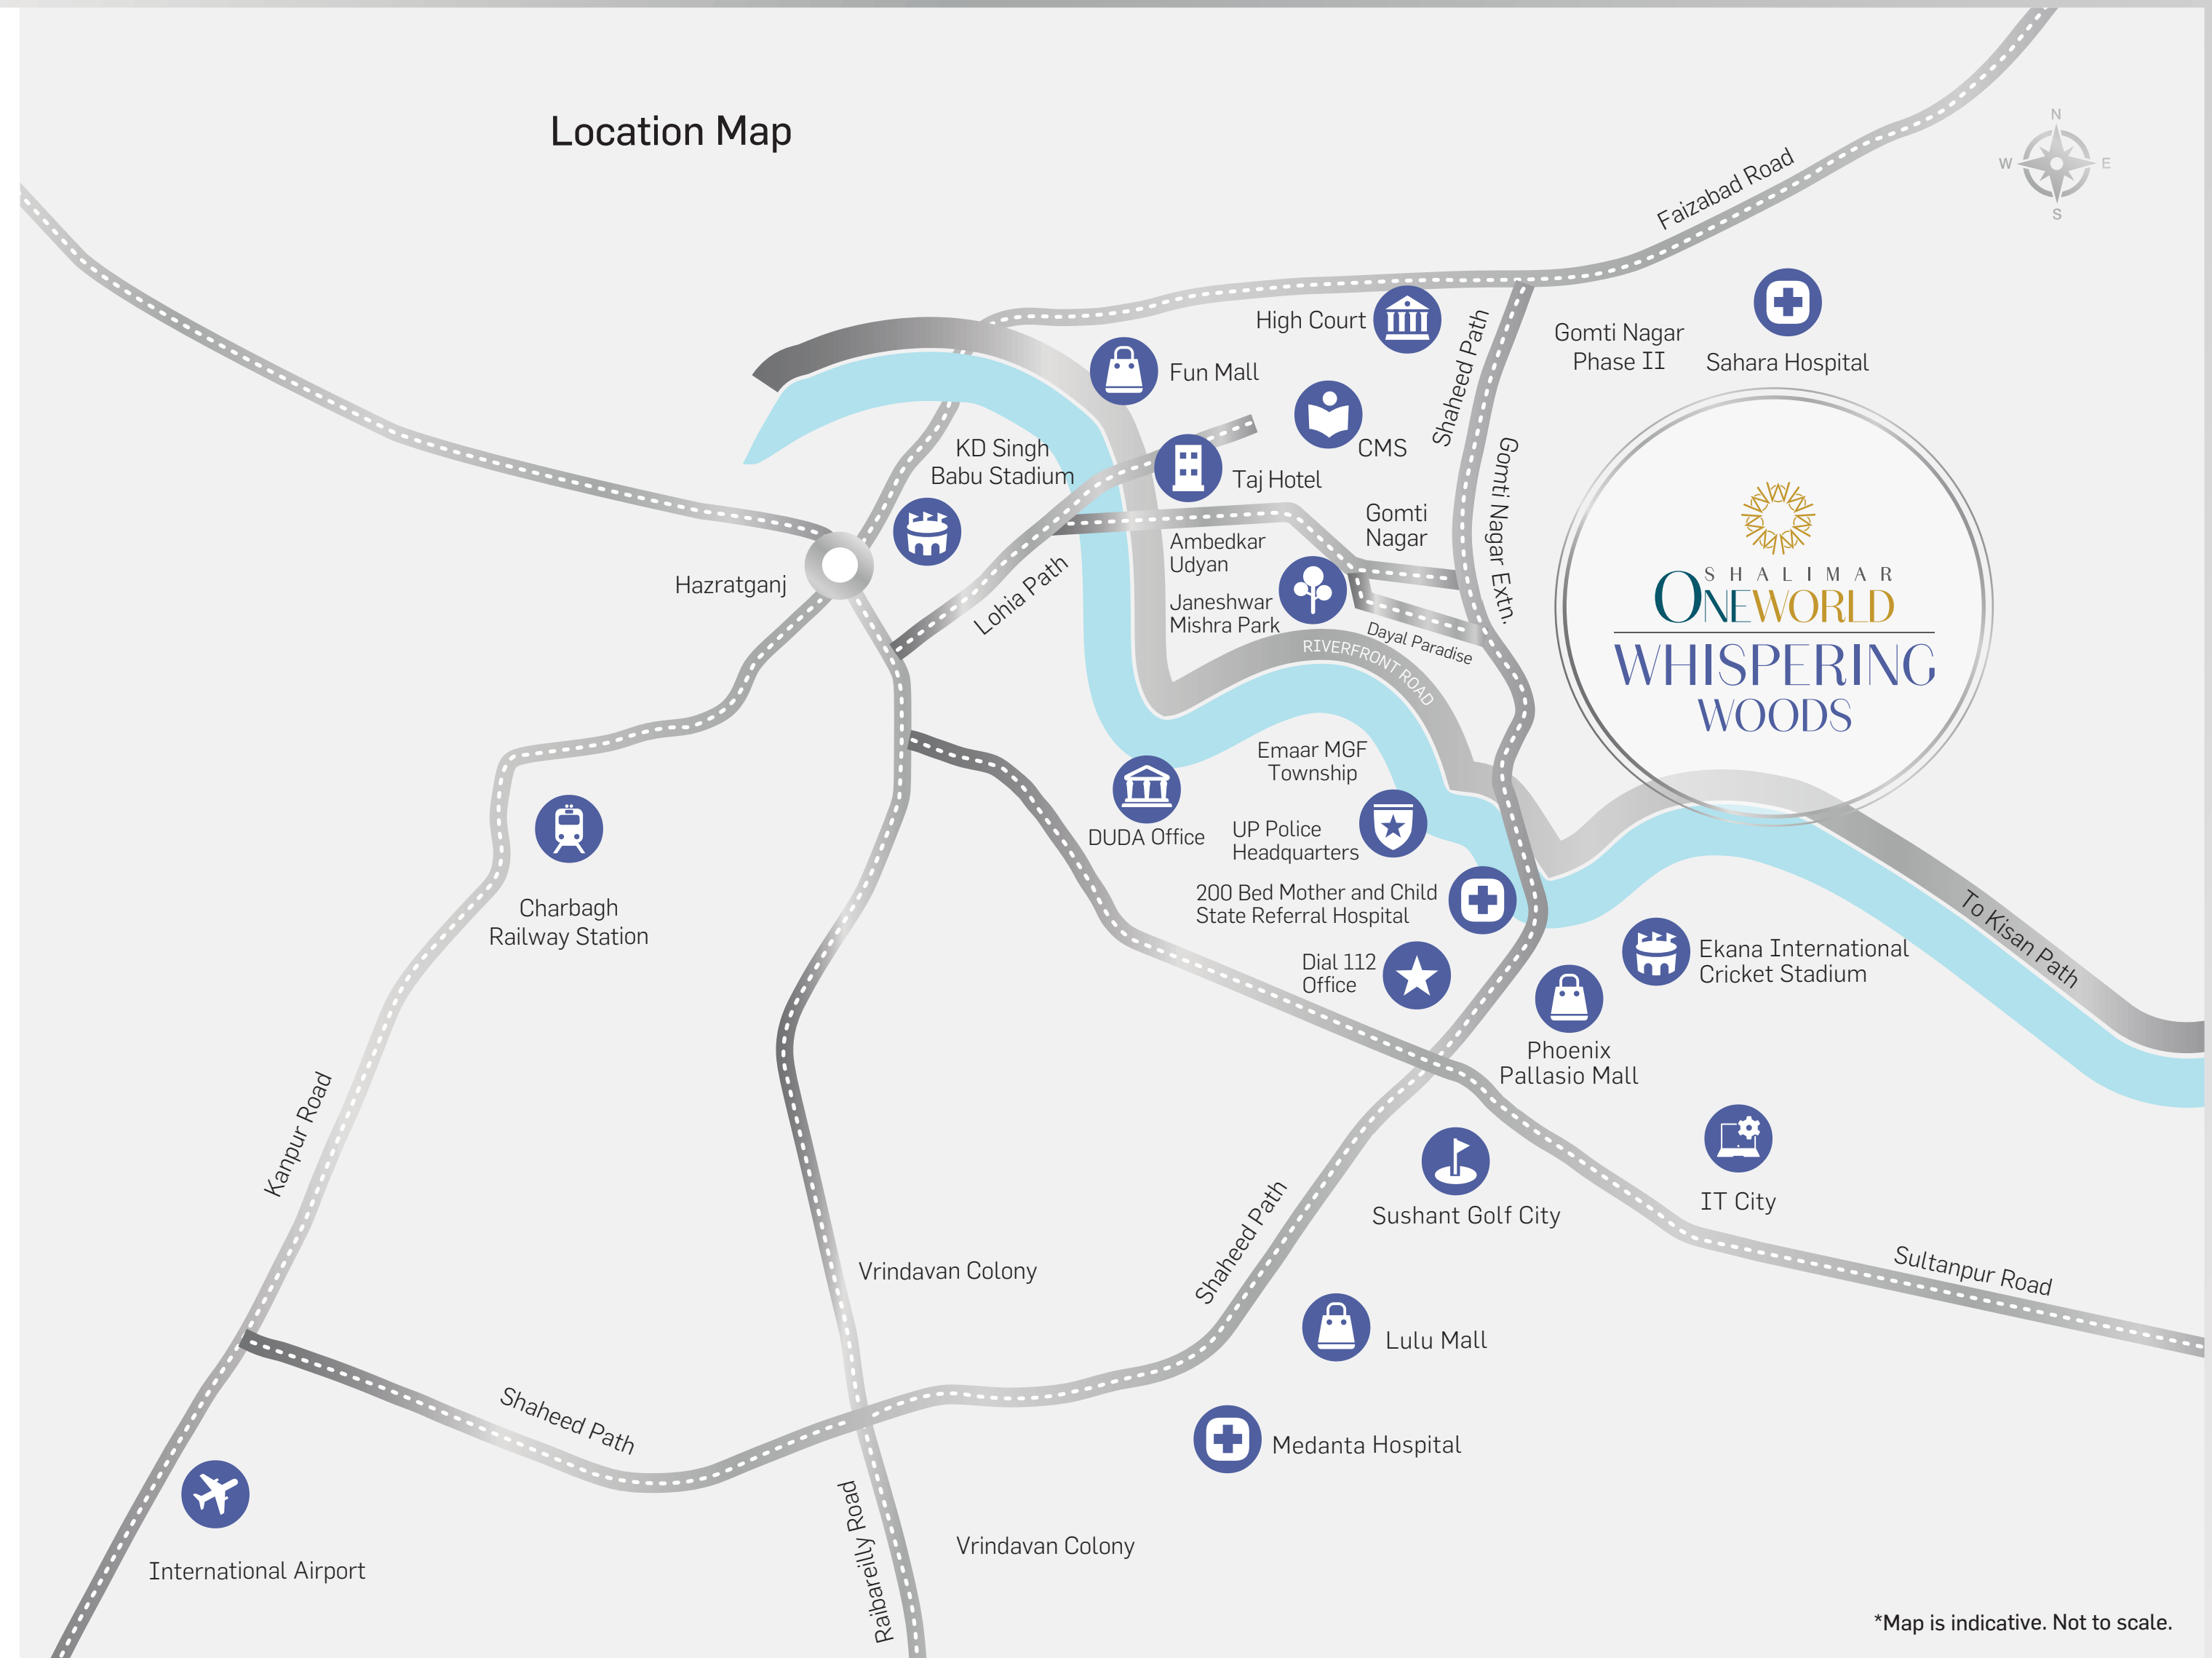 Location Map
N
W
E
S
Faizabad Road
High Court
Shaheed Path
Gomti Nagar
Phase II
Sahara Hospital
Fun Mall
KD Singh
Babu Stadium
CMS
Taj Hotel
Gomti Nagar Extn.
Gomti
Nagar
Ambedkar
Udyan
Hazratganj
Lohia Path
Janeshwar
Mishra Park
Dayal Paradise
RIVERFRONT ROAD
SHALIMAR
ONEWORLD
WHISPERING
WOODS
Emaar MGF
Township
DUDA Office
UP Police
Headquarters
200 Bed Mother and Child
State Referral Hospital
Charbagh
Railway Station
Dial 112
Office
Ekana International
Cricket Stadium
To Kisan Path
Phoenix
Pallasio Mall
Kanpur Road
IT City
Sushant Golf City
Shaheed Path
Vrindavan Colony
Sultanpur Road
Lulu Mall
Shaheed Path
Medanta Hospital
Raibareilly Road
Vrindavan Colony
International Airport
*Map is indicative. Not to scale.